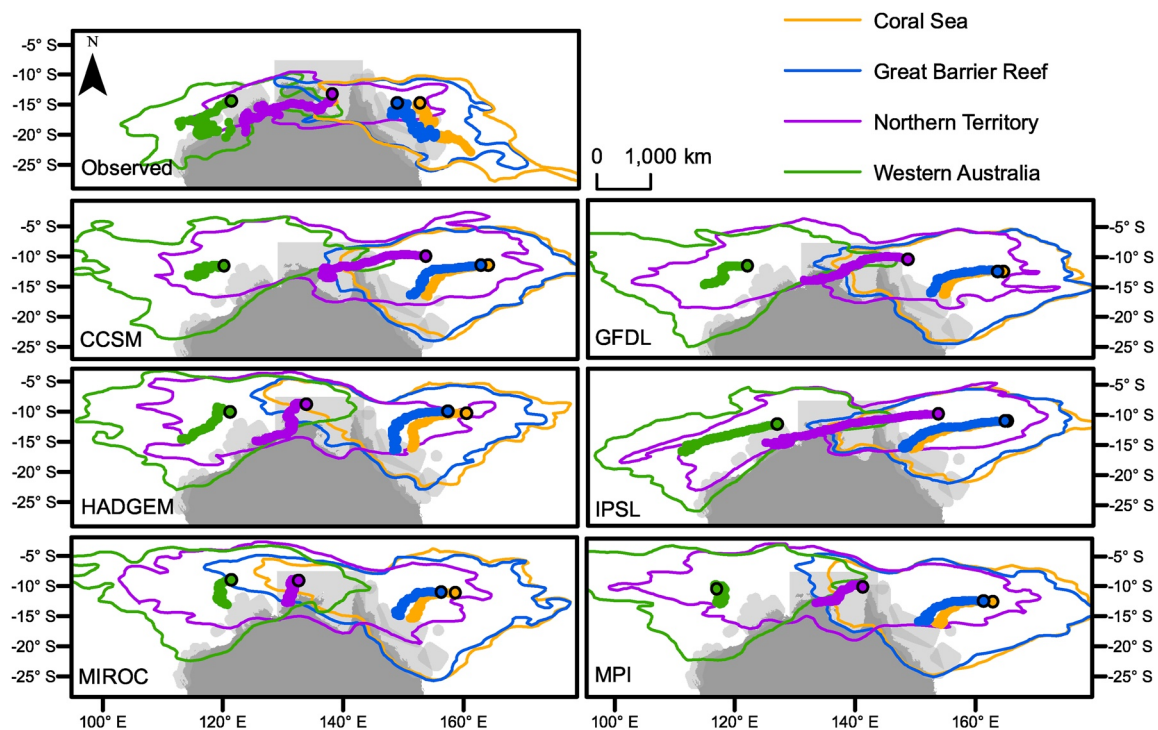 Coral Sea
Great Barrier Reef
Northern Territory
Western Australia
N
0 1,000 km
-5° S
-10° S
-15° S
-20° S
-25° S
Observed
-5° S
-10° S
-15° S
-20° S
-25° S
CCSM
GFDL
-5° S
-10° S
-15° S
-20° S
-25° S
-5° S
-10° S
-15° S
-20° S
-25° S
HADGEM
IPSL
-5° S
-10° S
-15° S
-20° S
-25° S
-5° S
-10° S
-15° S
-20° S
-25° S
MIROC
MPI
-5° S
-10° S
-15° S
-20° S
-25° S
100° E 120° E 140° E 160° E
100° E 120° E 140° E 160° E